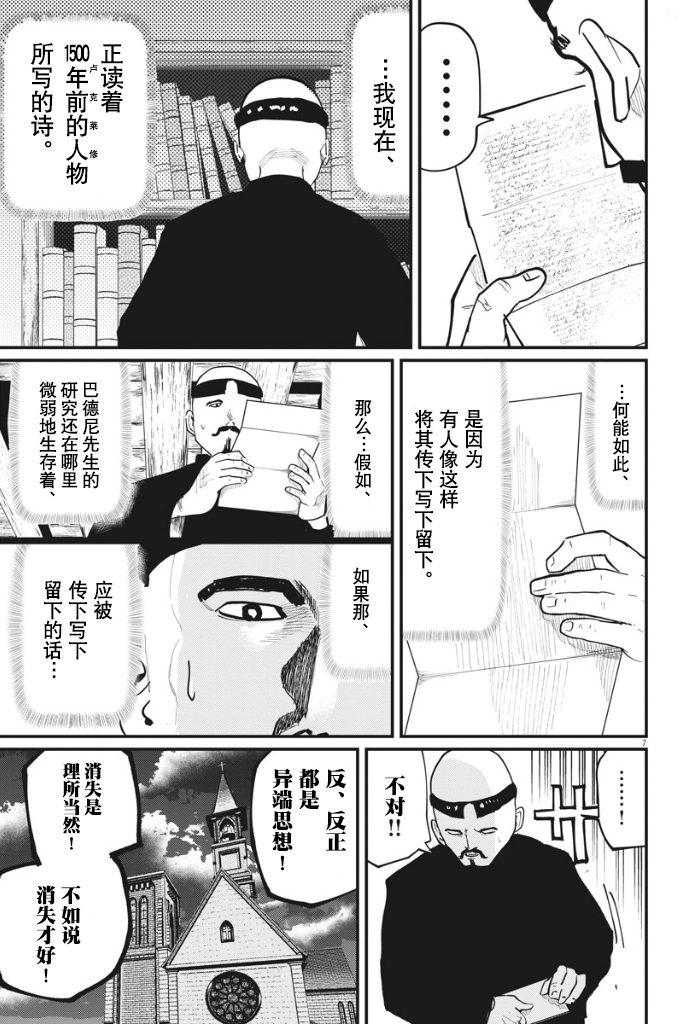 ………
…我现在、
正读着
1500年前的人物
卢克莱修
所写的诗。
…何能如此、
是因为
有人像这样
将其传下写下留下。
那么…假如、
巴德尼先生的
研究还在哪里
微弱地生存着、
如果那、
应被
传下写下
留下的话…
7
……！
不对!!
反、反正
都是
异端思想！
消失是
理所当然！
不如说
消失才好！